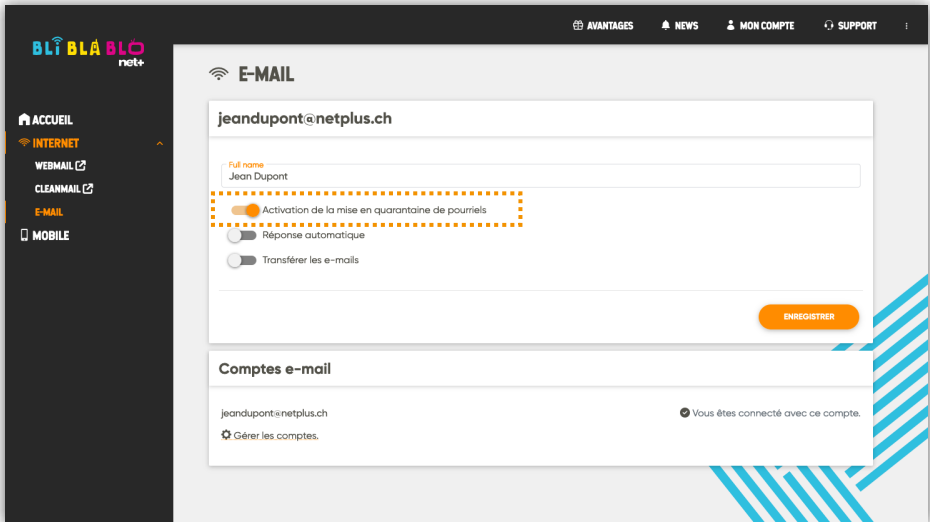 AVANTAGES
NEWS
MON COMPTE
SUPPORT
BLI BLA BLO
net+
E-MAIL
ACCUEIL
INTERNET
WEBMAIL
CLEANMAIL
E-MAIL
MOBILE
jeandupont@netplus.ch
Full name
Jean Dupont
Activation de la mise en quarantaine de pourriels
Réponse automatique
Transférer les e-mails
ENREGISTRER
Comptes e-mail
jeandupont@netplus.ch
Vous êtes connecté avec ce compte.
Gérer les comptes.